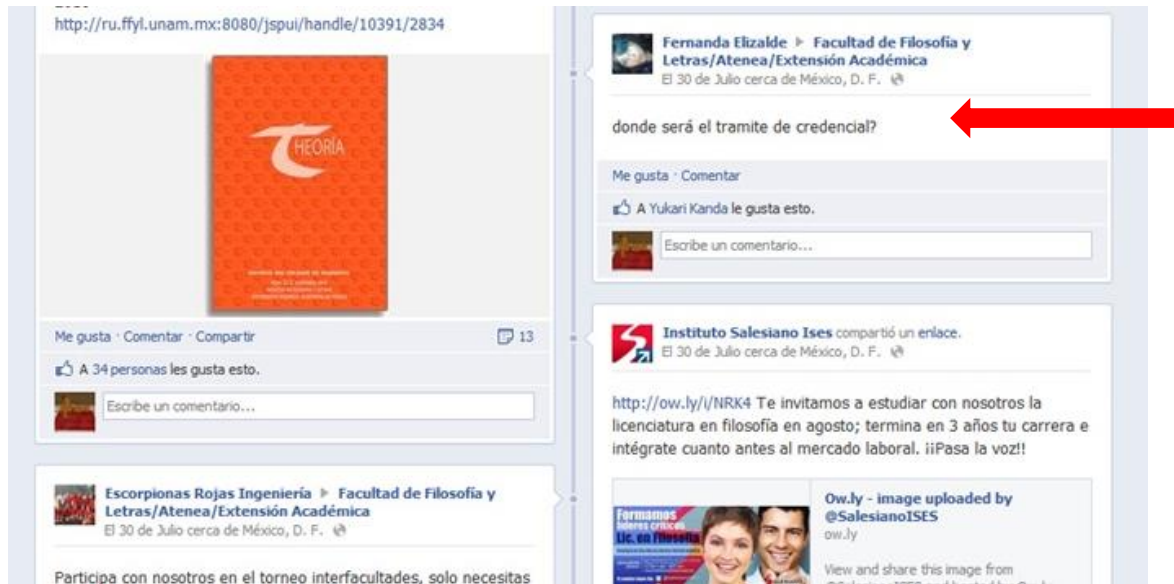 http://ru.ffyl.unam.mx:8080/jspui/handle/10391/2834
THEORÍA
Me gusta · Comentar · Compartir
13
A 34 personas les gusta esto.
Escribe un comentario...
Escorpionas Rojas Ingeniería ▶ Facultad de Filosofía y
Letras/Atenea/Extensión Académica
El 30 de Julio cerca de México, D. F.
Participa con nosotros en el torneo interfacultades, solo necesitas
Fernanda Elizalde ▶ Facultad de Filosofía y
Letras/Atenea/Extensión Académica
El 30 de Julio cerca de México, D. F.
donde será el tramite de credencial?
Me gusta · Comentar
A Yukari Kanda le gusta esto.
Escribe un comentario...
Instituto Salesiano Ises compartió un enlace.
El 30 de Julio cerca de México, D. F.
http://ow.ly/i/NRK4 Te invitamos a estudiar con nosotros la
licenciatura en filosofía en agosto; termina en 3 años tu carrera e
intégrate cuanto antes al mercado laboral. ¡¡Pasa la voz!!
Formamos
líderes críticos
Lic. en Filosofía
Ow.ly - image uploaded by
@SalesianoISES
ow.ly
View and share this image from